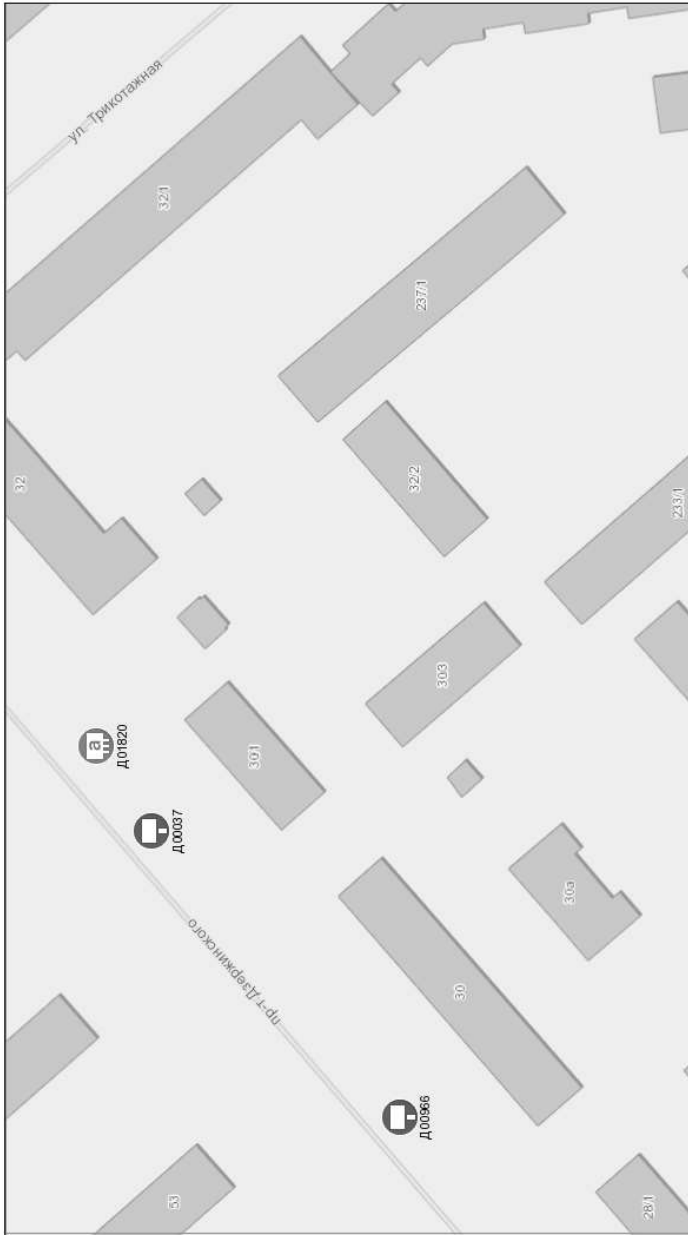 ул. Трикотажная
32/1
237/1
32
32/2
233/1
30/3
30/1
а
Д01820
Д00037
30а
пр-т Дзержинского
30
Д00966
53
28/1